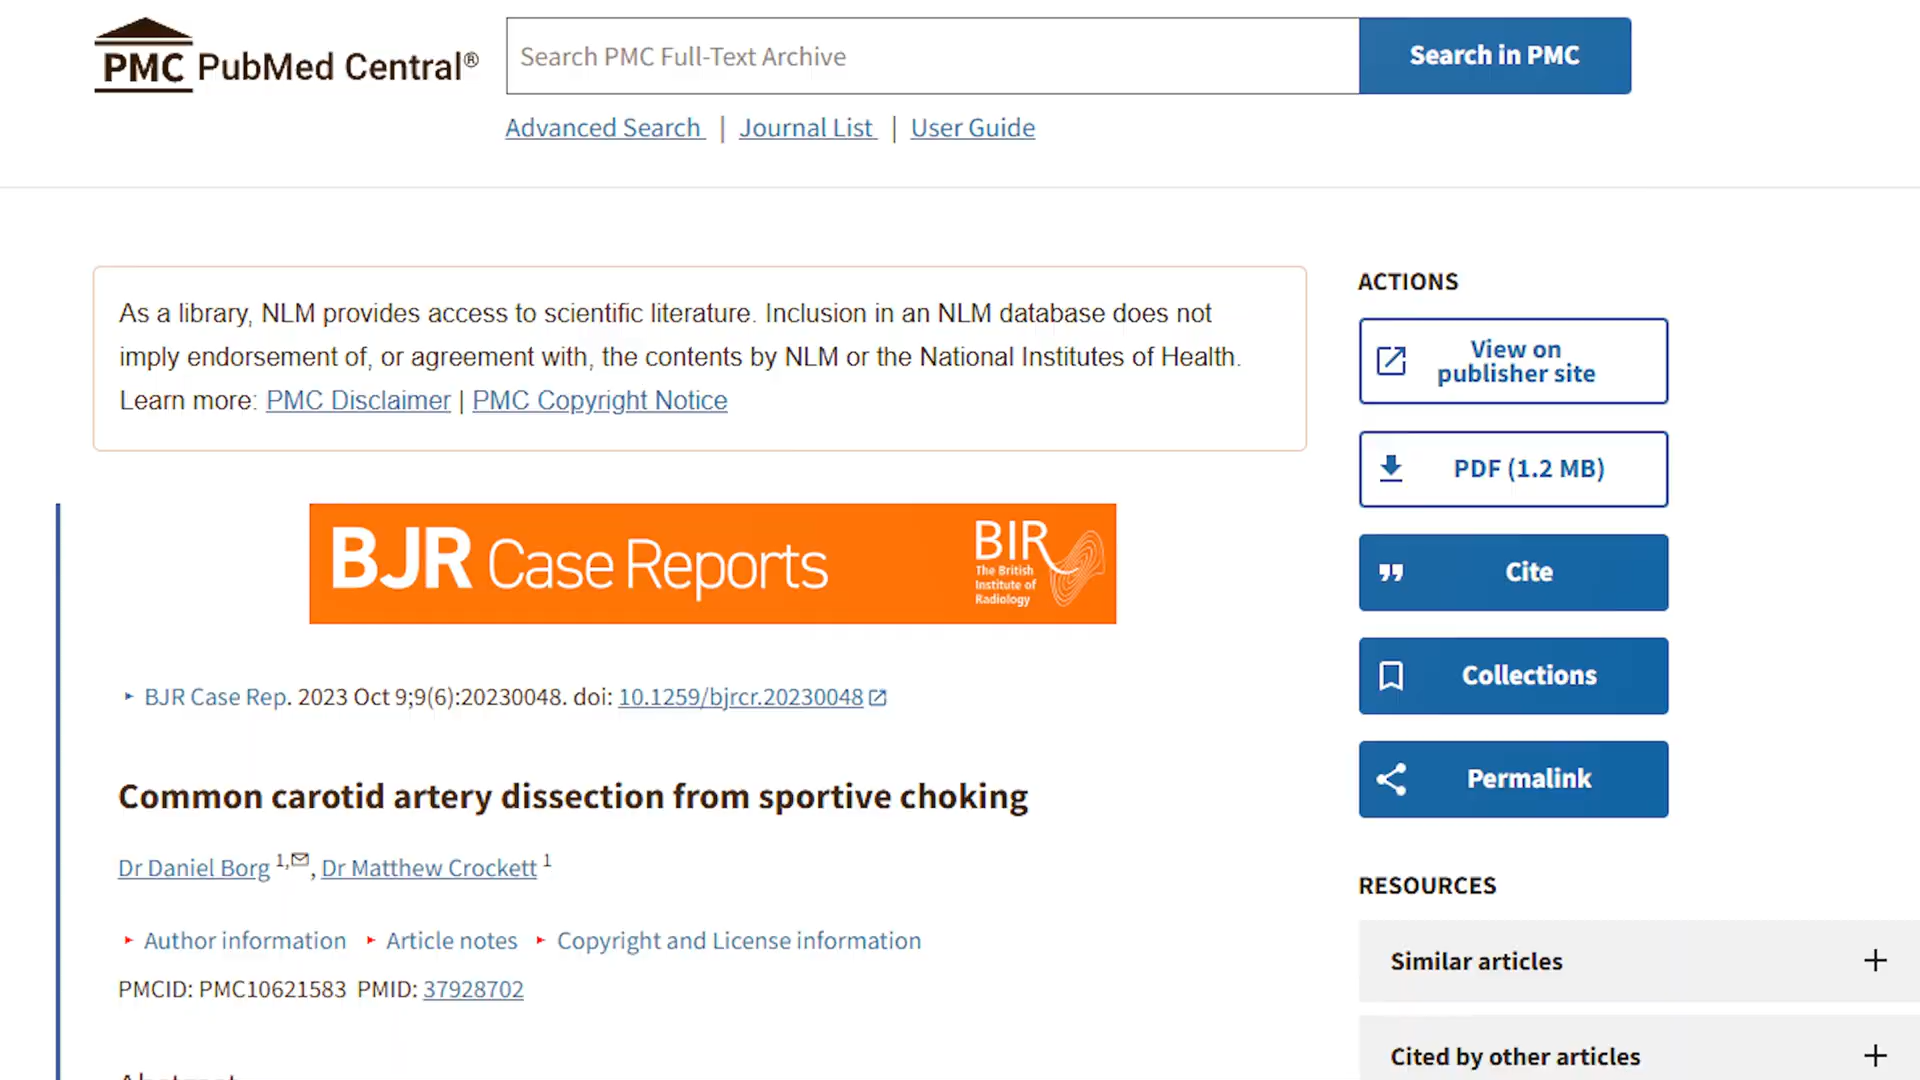 PMC PubMed Central®
Search PMC Full-Text Archive
Search in PMC
Advanced Search | Journal List | User Guide
As a library, NLM provides access to scientific literature. Inclusion in an NLM database does not
imply endorsement of, or agreement with, the contents by NLM or the National Institutes of Health.
Learn more: PMC Disclaimer | PMC Copyright Notice
BJR Case Reports
BIR
The British
Institute of
Radiology
BJR Case Rep. 2023 Oct 9;9(6):20230048. doi: 10.1259/bjrcr.20230048
Common carotid artery dissection from sportive choking
Dr Daniel Borg 1,✉, Dr Matthew Crockett 1
Author information
Article notes
Copyright and License information
PMCID: PMC10621583 PMID: 37928702
ACTIONS
View on
publisher site
PDF (1.2 MB)
Cite
Collections
Permalink
RESOURCES
Similar articles
Cited by other articles